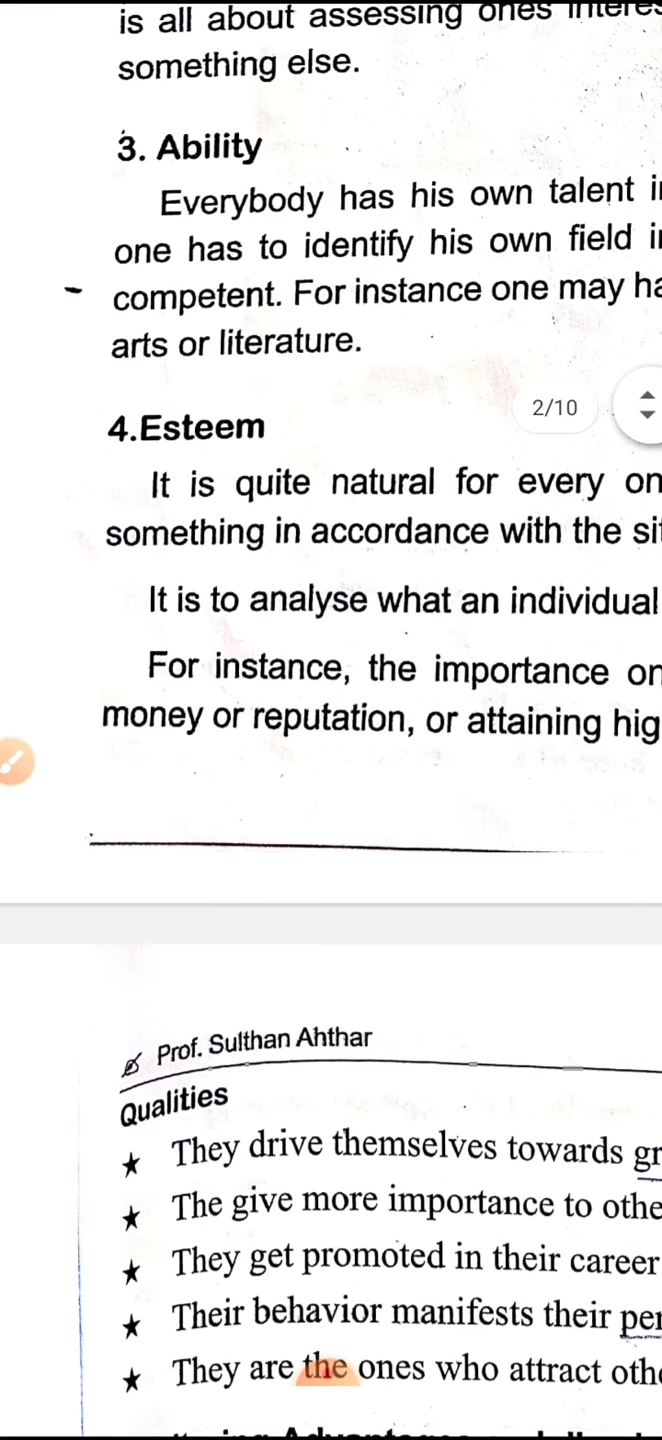 is all about assessing ones
something else.
3. Ability
Everybody has his own talent
one has to identify his own field
competent. For instance one may
arts or literature.
2/10
4.Esteem
It is quite natural for every
something in accordance with the
It is to analyse what an individual
For instance, the importance
money or reputation, or attaining
Prof. Sulthan Ahthar
Qualities
★ They drive themselves towards
★ The give more importance to
★ They get promoted in their career
★ Their behavior manifests their
★ They are the ones who attract